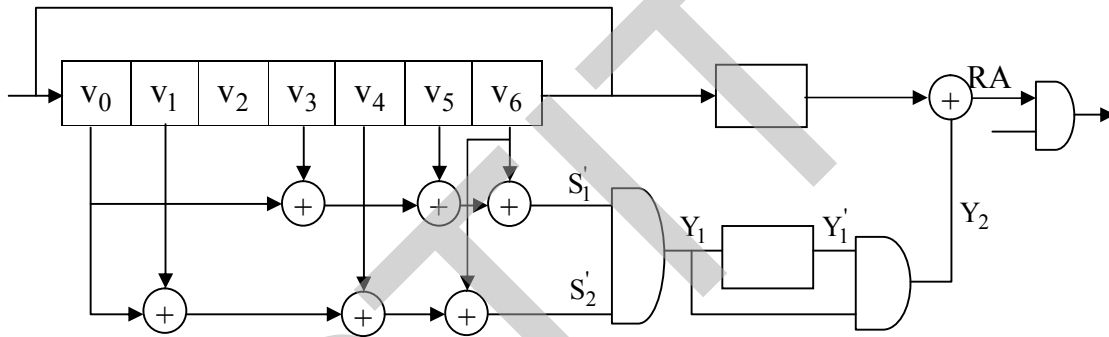 RA
v0 v1 v2 v3 v4 v5 v6
+
+ + +
S1' Y1 Y1' Y2
S2'
+ + +